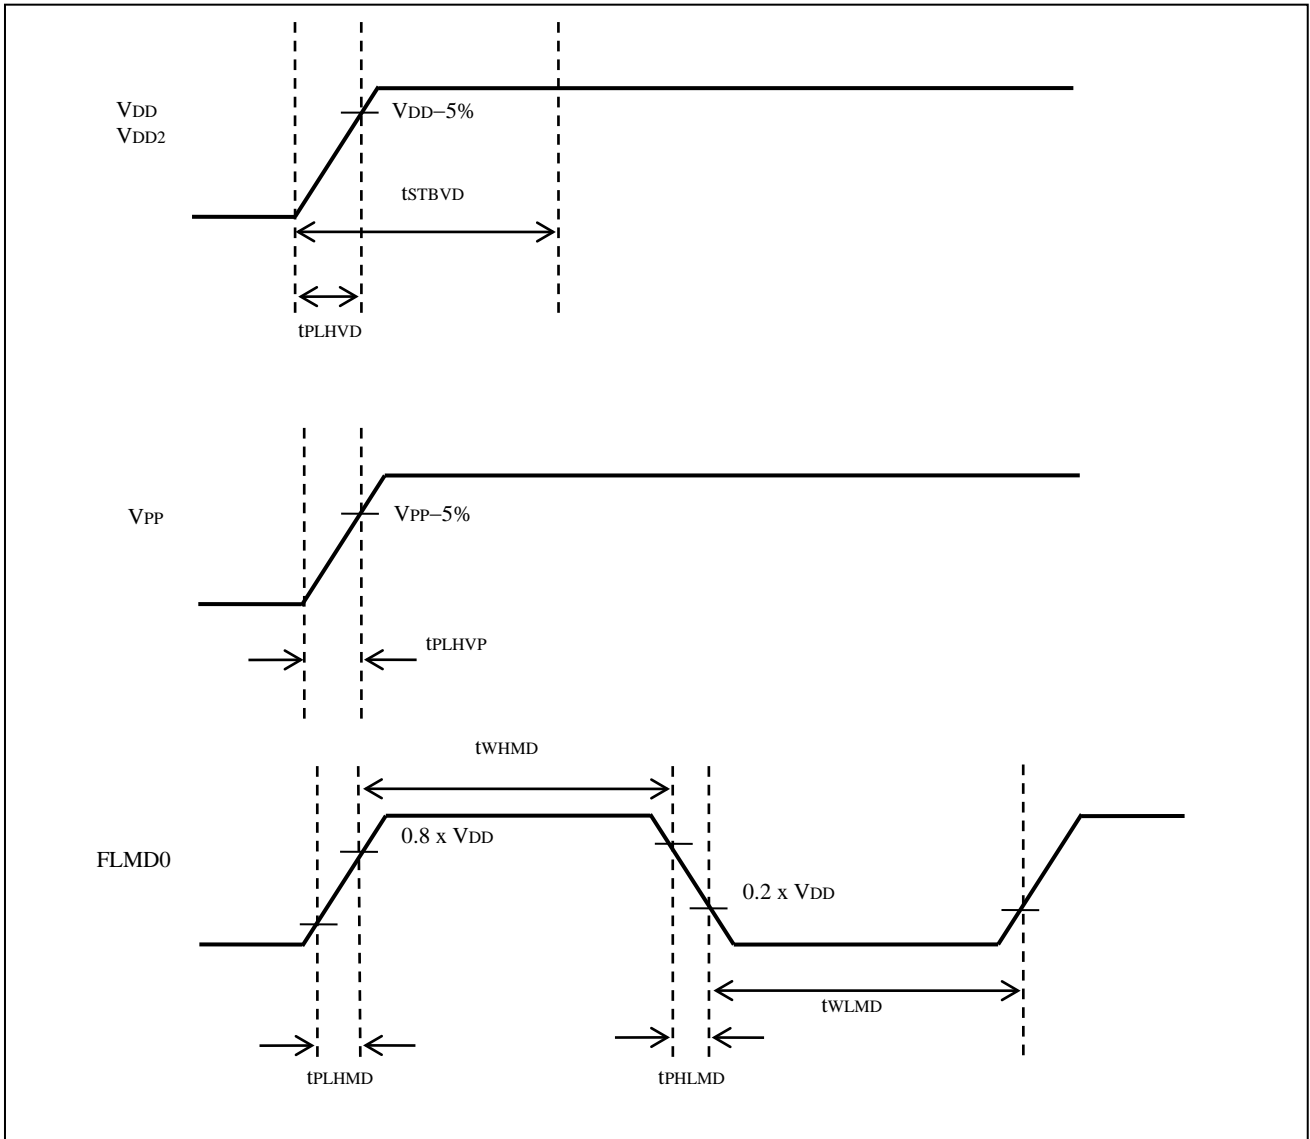 VDD
VDD2
VDD–5%
tSTBVD
tPLHVD
VPP
VPP–5%
tPLHVP
tWHMD
0.8 x VDD
FLMD0
0.2 x VDD
tWLMD
tPLHMD
tPHLMD